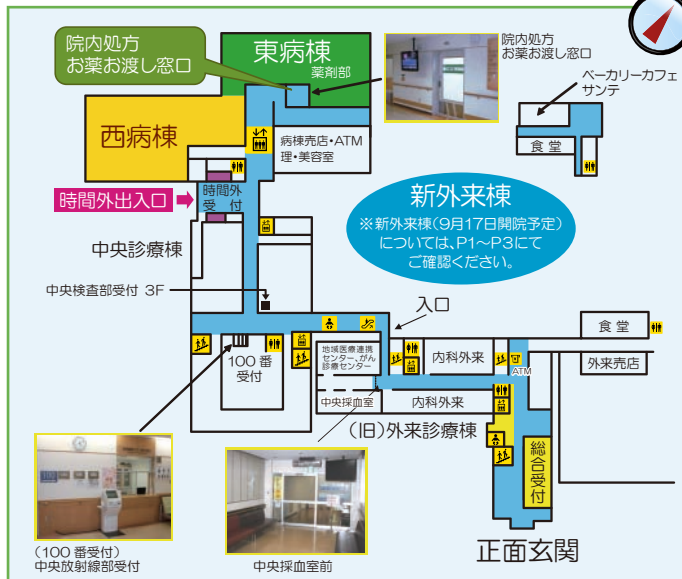 院内処方
お薬お渡し窓口
東病棟
薬剤部
院内処方
お薬お渡し窓口
ベーカリーカフェ
サンテ
食堂
西病棟
病棟売店・ATM
理・美容室
時間外出入口
時間外
受付
新外来棟
※新外来棟(9月17日開院予定)
については、P1〜P3にて
ご確認ください。
中央診療棟
中央検査部受付 3F
入口
食堂
100番
受付
地域医療連携
センター、がん
診療センター
内科外来
ATM
外来売店
中央採血室
内科外来
(旧)外来診療棟
総合受付
正面玄関
(100番受付)
中央放射線部受付
中央採血室前